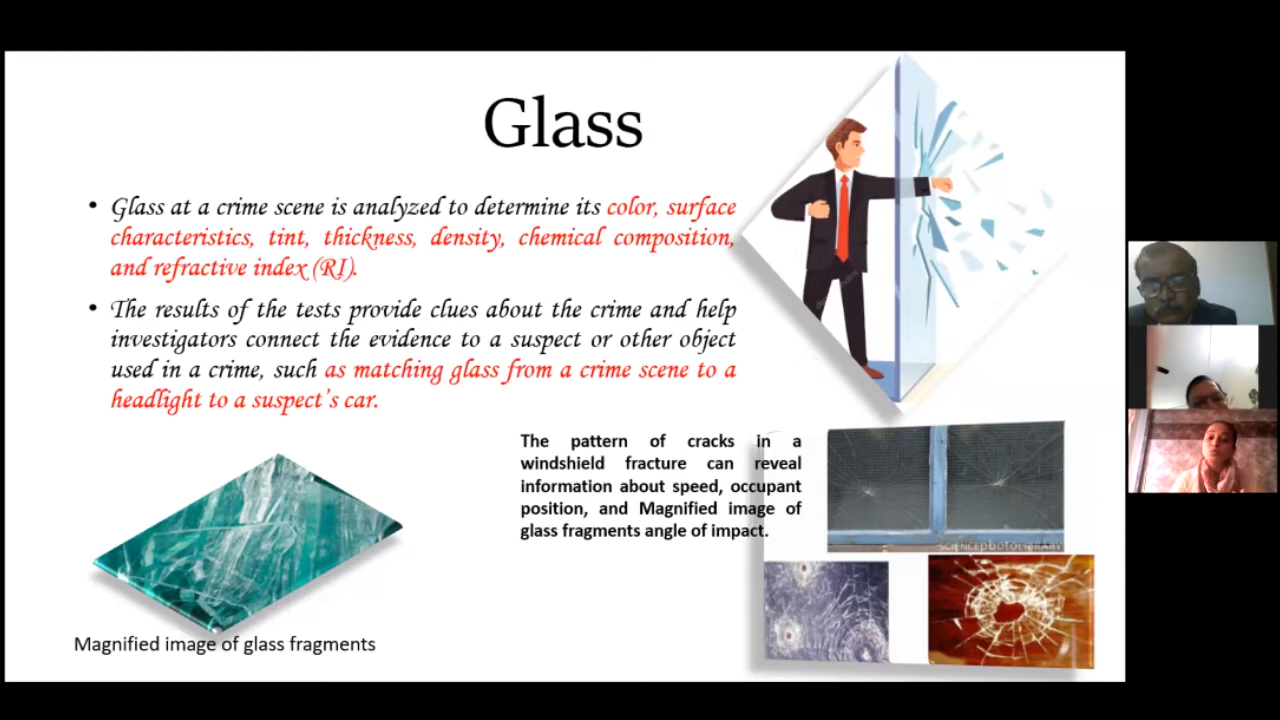 Glass
• Glass at a crime scene is analyzed to determine its color, surface
characteristics, tint, thickness, density, chemical composition,
and refractive index (RI).
• The results of the tests provide clues about the crime and help
investigators connect the evidence to a suspect or other object
used in a crime, such as matching glass from a crime scene to a
headlight to a suspect's car.
The pattern of cracks in a
windshield fracture can reveal
information about speed, occupant
position, and Magnified image of
glass fragments angle of impact.
SCIENCEPHOTOLIBRARY
Magnified image of glass fragments